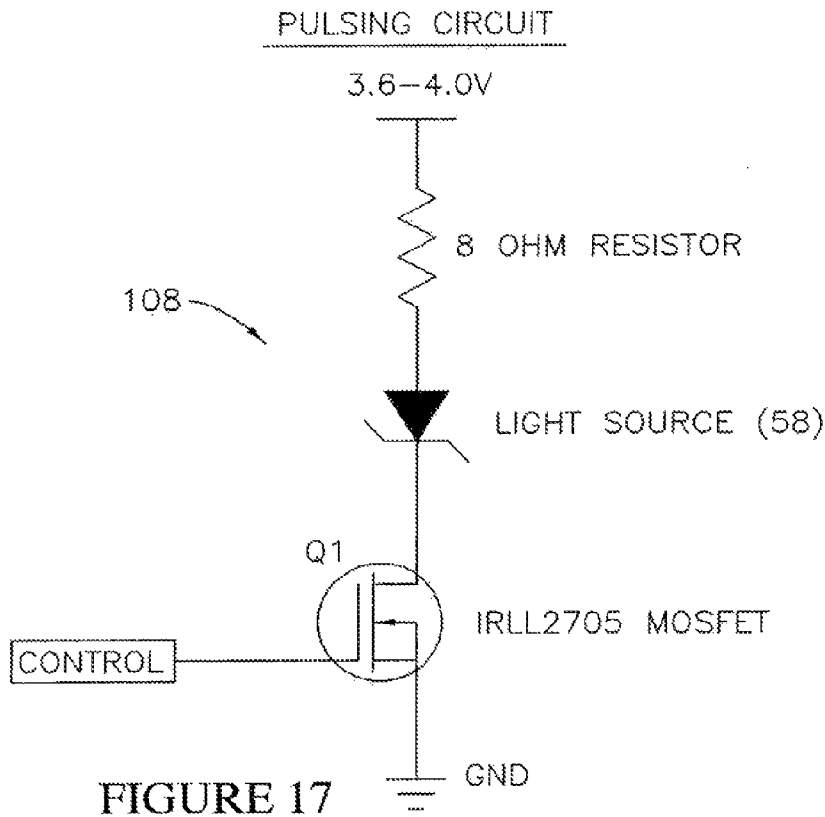 PULSING CIRCUIT
3.6-4.0V
8 OHM RESISTOR
108
LIGHT SOURCE (58)
Q1
IRLL2705 MOSFET
CONTROL
GND
FIGURE 17